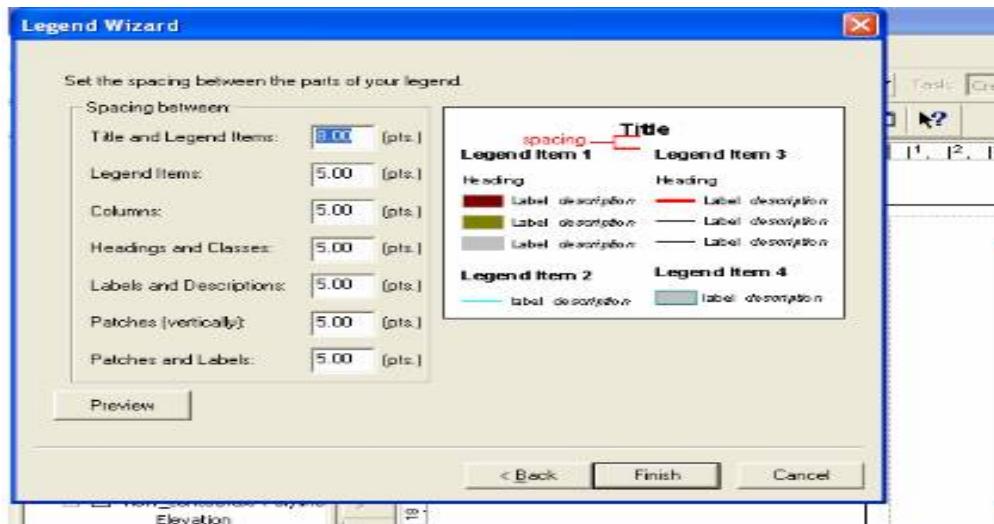 Legend Wizard
Set the spacing between the parts of your legend.
Spacing between
Title and Legend Items: 8.00 (pts.)
Legend Items: 5.00 (pts.)
Columns: 5.00 (pts.)
Headings and Classes: 5.00 (pts.)
Labels and Descriptions: 5.00 (pts.)
Patches (vertically): 5.00 (pts.)
Patches and Labels: 5.00 (pts.)
Title
spacing
Legend Item 1
Heading
Label description
Label description
Label description
Legend Item 2
label description
Legend Item 3
Heading
Label description
Label description
Label description
Legend Item 4
label description
Preview
< Back Finish Cancel
Task:
1 2
Elevation
18